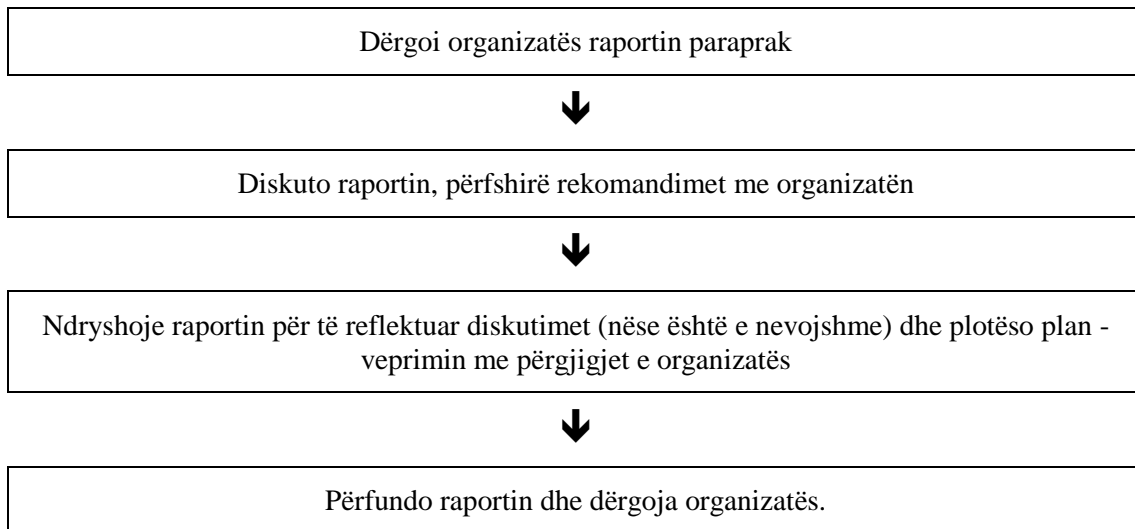 Dërgoi organizatës raportin paraprak
Diskuto raportin, përfshirë rekomandimet me organizatën
Ndryshoje raportin për të reflektuar diskutimet (nëse është e nevojshme) dhe plotëso plan -
veprimin me përgjigjet e organizatës
Përfundo raportin dhe dërgoja organizatës.